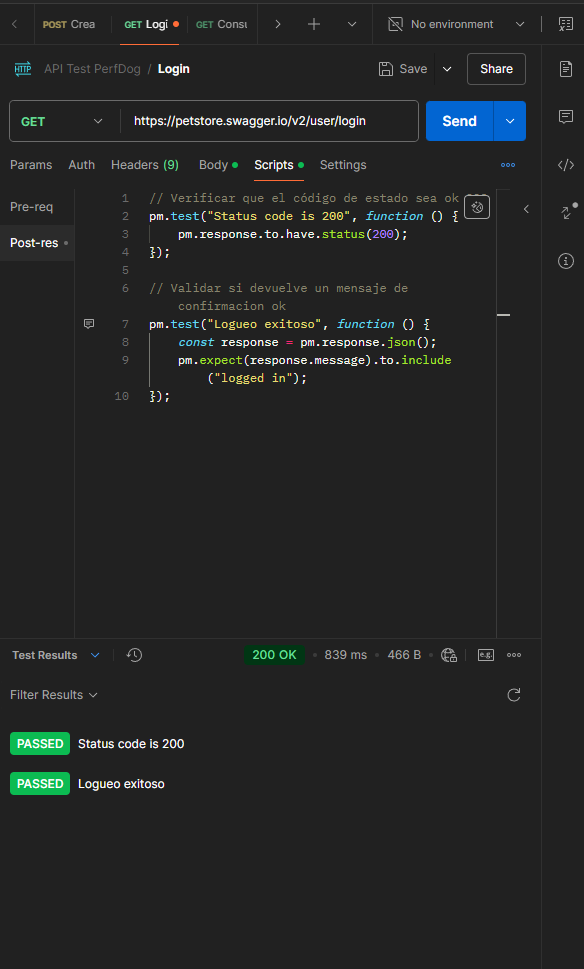 POST Crea GET Logi GET Consu No environment
HTTP API Test PerfDog / Login Save Share
GET https://petstore.swagger.io/v2/user/login Send
Params Auth Headers (9) Body Scripts Settings
Pre-req
Post-res
1 // Verificar que el código de estado sea ok
2 pm.test("Status code is 200", function () {
3 pm.response.to.have.status(200);
4 });
5
6 // Validar si devuelve un mensaje de
confirmacion ok
7 pm.test("Logueo exitoso", function () {
8 const response = pm.response.json();
9 pm.expect(response.message).to.include
("logged in");
10 });
Test Results 200 OK 839 ms 466 B e.g.
Filter Results
PASSED Status code is 200
PASSED Logueo exitoso